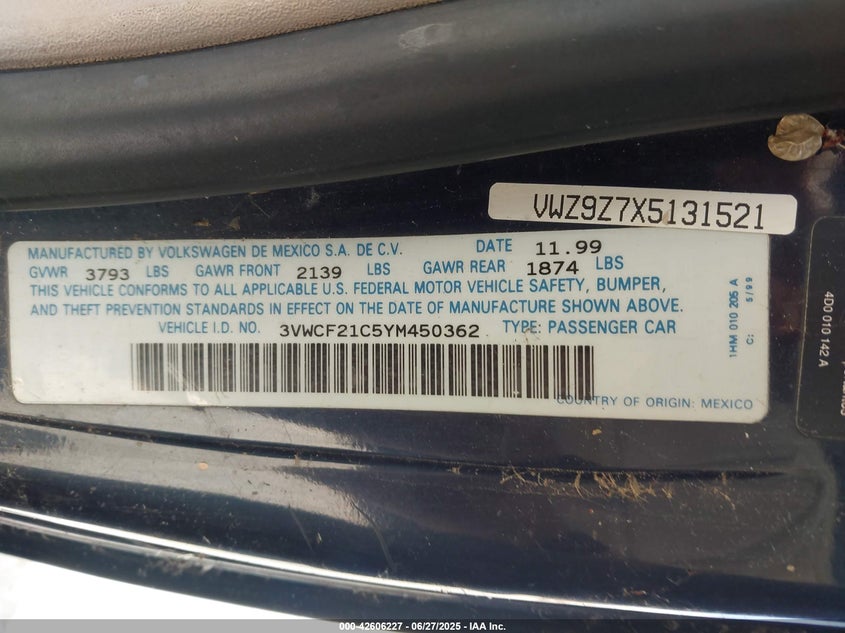 VWZ9Z7X5131521
MANUFACTURED BY VOLKSWAGEN DE MEXICO S.A. DE C.V. DATE 11.99
GVWR 3793 LBS GAWR FRONT 2139 LBS GAWR REAR 1874 LBS
THIS VEHICLE CONFORMS TO ALL APPLICABLE U.S. FEDERAL MOTOR VEHICLE SAFETY, BUMPER,
AND THEFT PREVENTION STANDARDS IN EFFECT ON THE DATE OF MANUFACTURE SHOWN ABOVE.
VEHICLE I.D. NO. 3VWCF21C5YM450362 TYPE: PASSENGER CAR
COUNTRY OF ORIGIN: MEXICO
1HM 010 205 A
C: 5/99
4D0 010 142 A
000-42606227 - 06/27/2025 - IAA Inc.